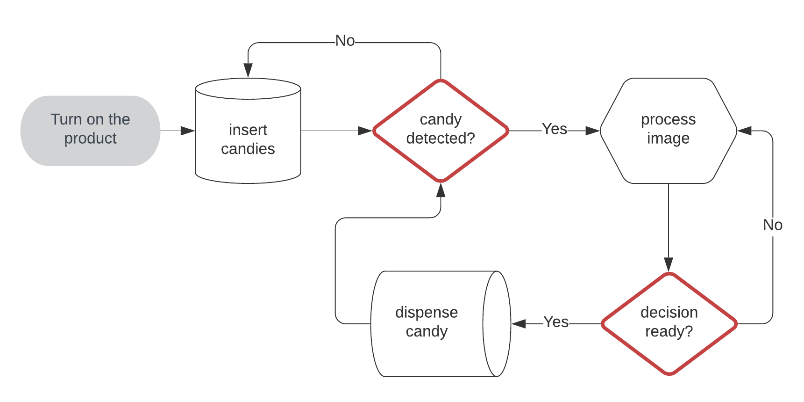 No
Turn on the
product
insert
candies
candy
detected?
Yes
process
image
No
dispense
candy
Yes
decision
ready?